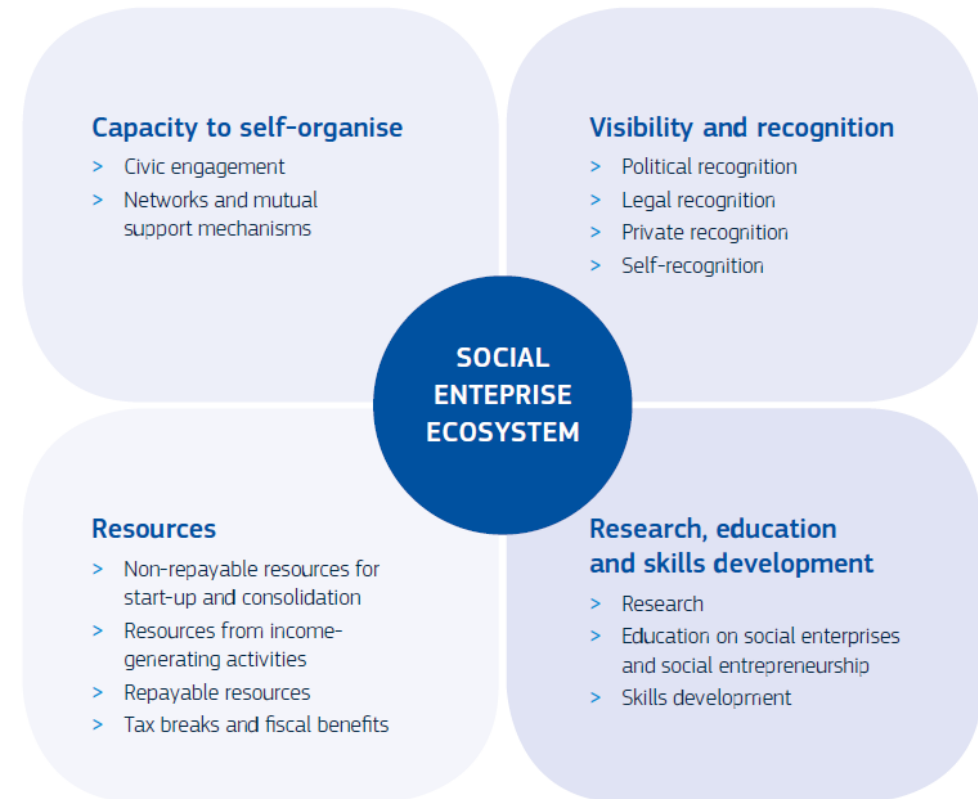 Capacity to self-organise
> Civic engagement
> Networks and mutual
support mechanisms
Visibility and recognition
> Political recognition
> Legal recognition
> Private recognition
> Self-recognition
SOCIAL
ENTEPRISE
ECOSYSTEM
Resources
> Non-repayable resources for
start-up and consolidation
> Resources from income-
generating activities
> Repayable resources
> Tax breaks and fiscal benefits
Research, education
and skills development
> Research
> Education on social enterprises
and social entrepreneurship
> Skills development